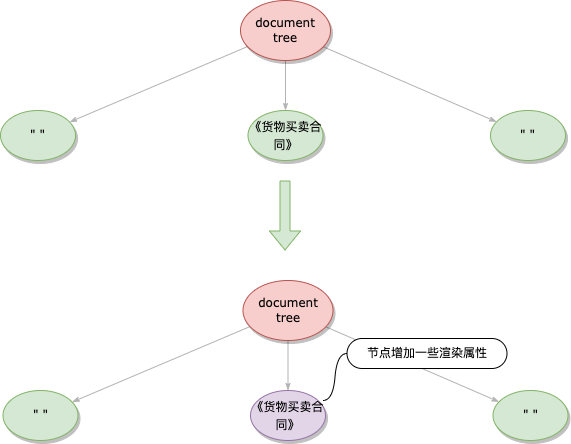 document
tree
" "
《货物买卖合
同》
" "
document
tree
节点增加一些渲染属性
" "
《货物买卖合
同》
" "